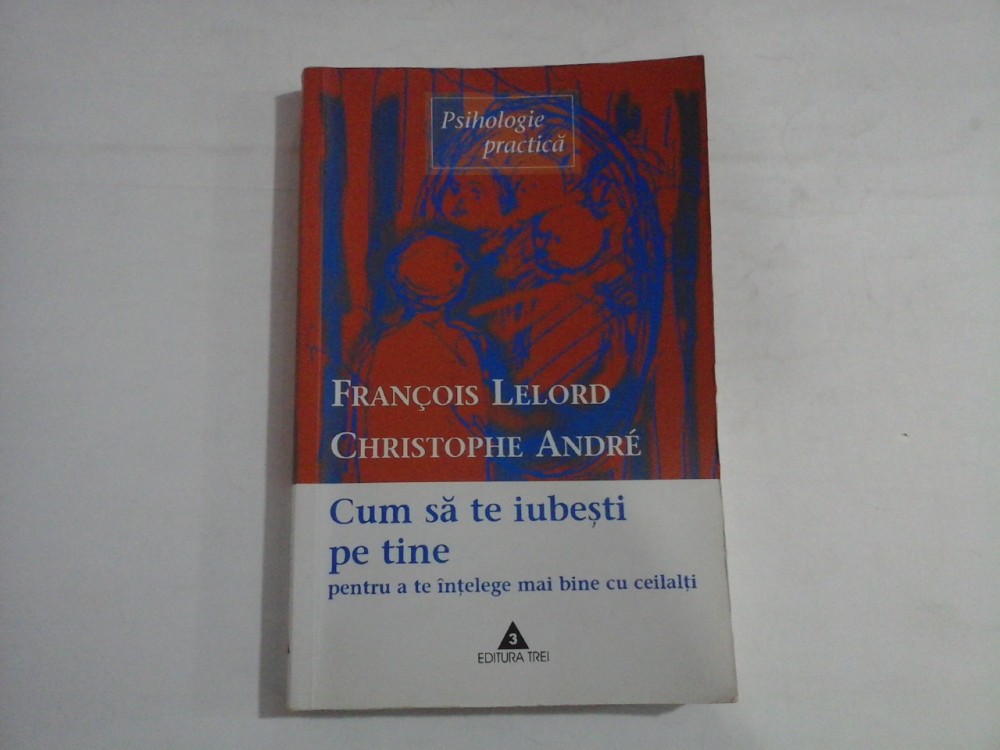 Psihologie
practică
FRANÇOIS LELORD
CHRISTOPHE ANDRÉ
Cum să te iubești
pe tine
pentru a te înțelege mai bine cu ceilalți
3
EDITURA TREI